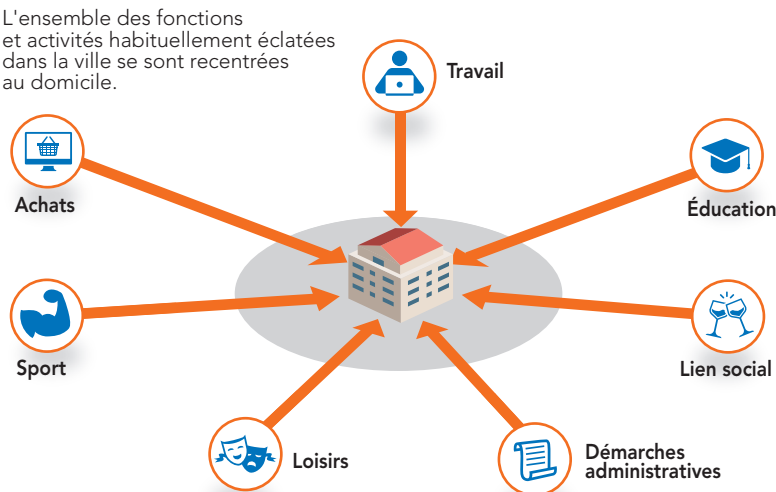 L'ensemble des fonctions
et activités habituellement éclatées
dans la ville se sont recentrées
au domicile.
Travail
Achats
Éducation
Sport
Lien social
Loisirs
Démarches
administratives